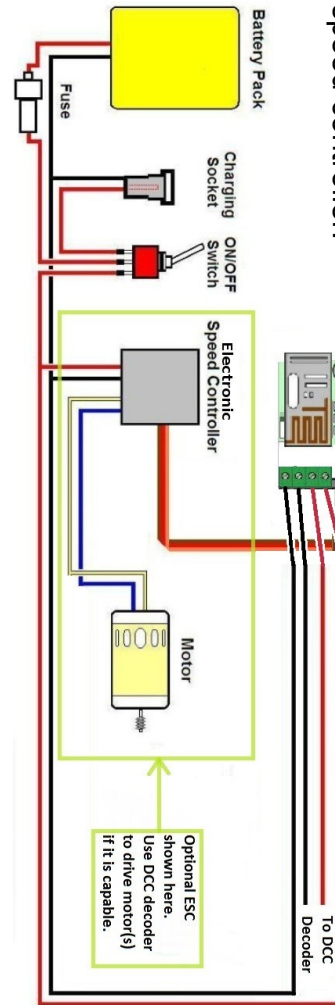 To DCC
Decoder
Battery Pack
Charging
Socket
ON/OFF
Switch
Electronic
Speed Controller
Motor
Fuse
Optional ESC
shown here.
Use DCC decoder
to drive motor(s)
if it is capable.